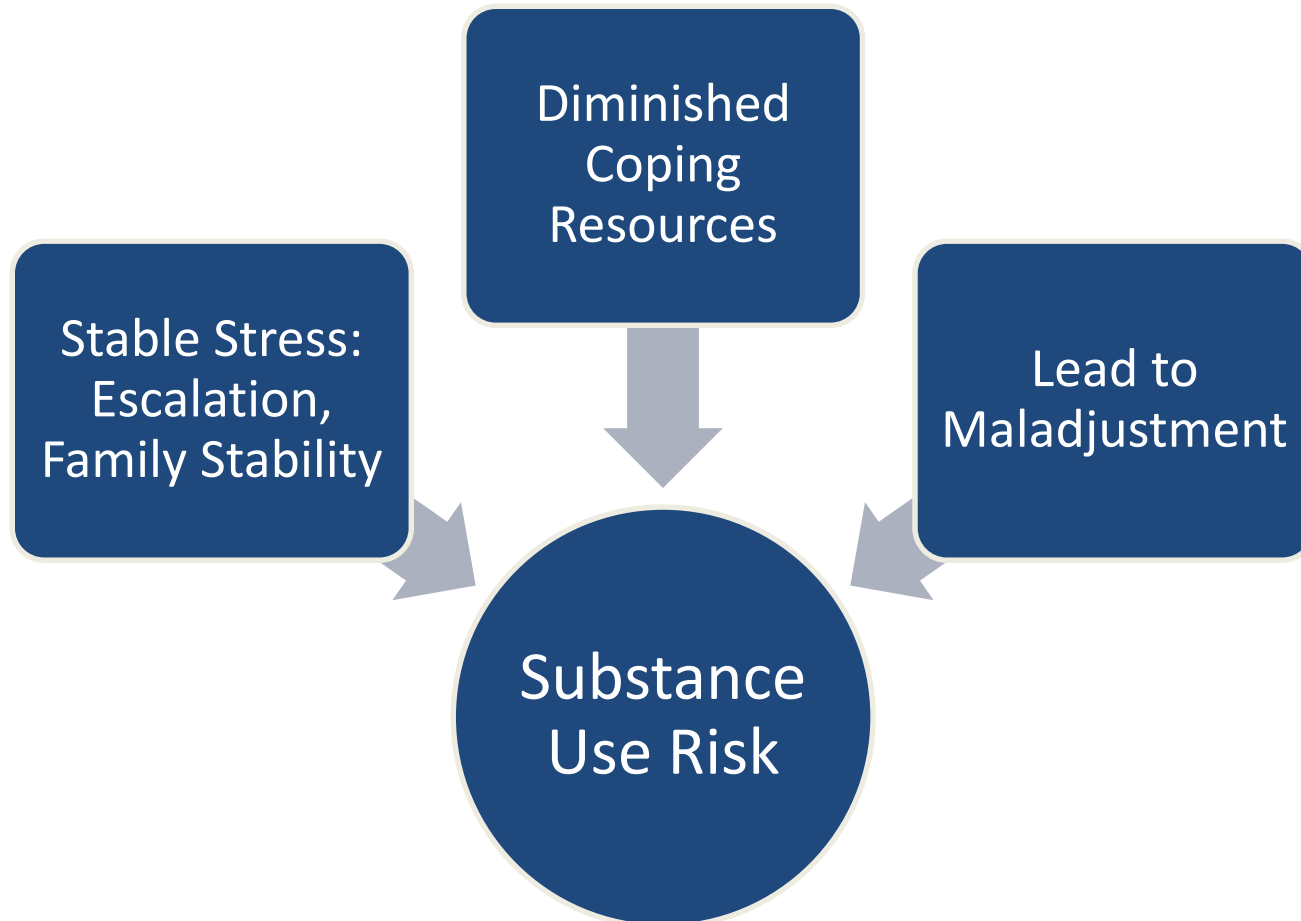 Diminished
Coping
Resources
Stable Stress:
Escalation,
Family Stability
Lead to
Maladjustment
Substance
Use Risk